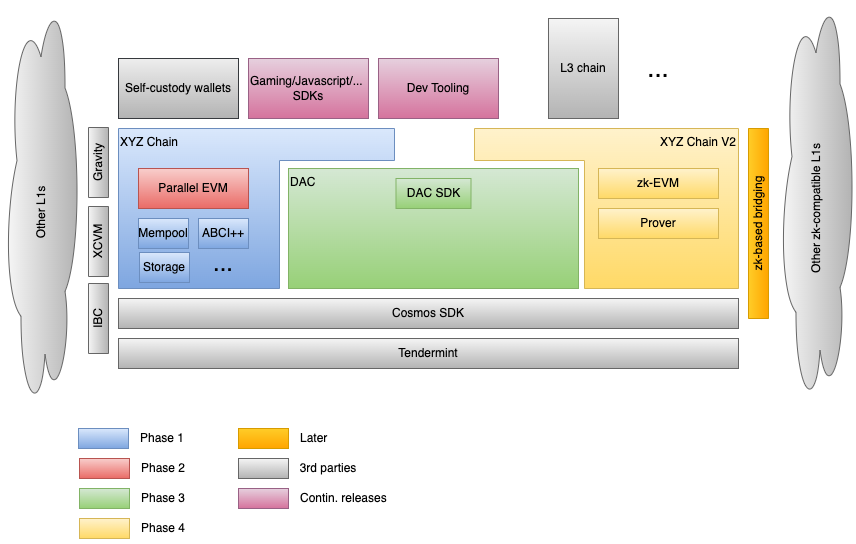 Self-custody wallets
Gaming/Javascript/...
SDKs
Dev Tooling
L3 chain
...
Other L1s
Gravity
XCVM
IBC
XYZ Chain
Parallel EVM
Mempool
ABCI++
Storage
...
DAC
DAC SDK
XYZ Chain V2
zk-EVM
Prover
zk-based bridging
Other zk-compatible L1s
Cosmos SDK
Tendermint
Phase 1
Phase 2
Phase 3
Phase 4
Later
3rd parties
Contin. releases